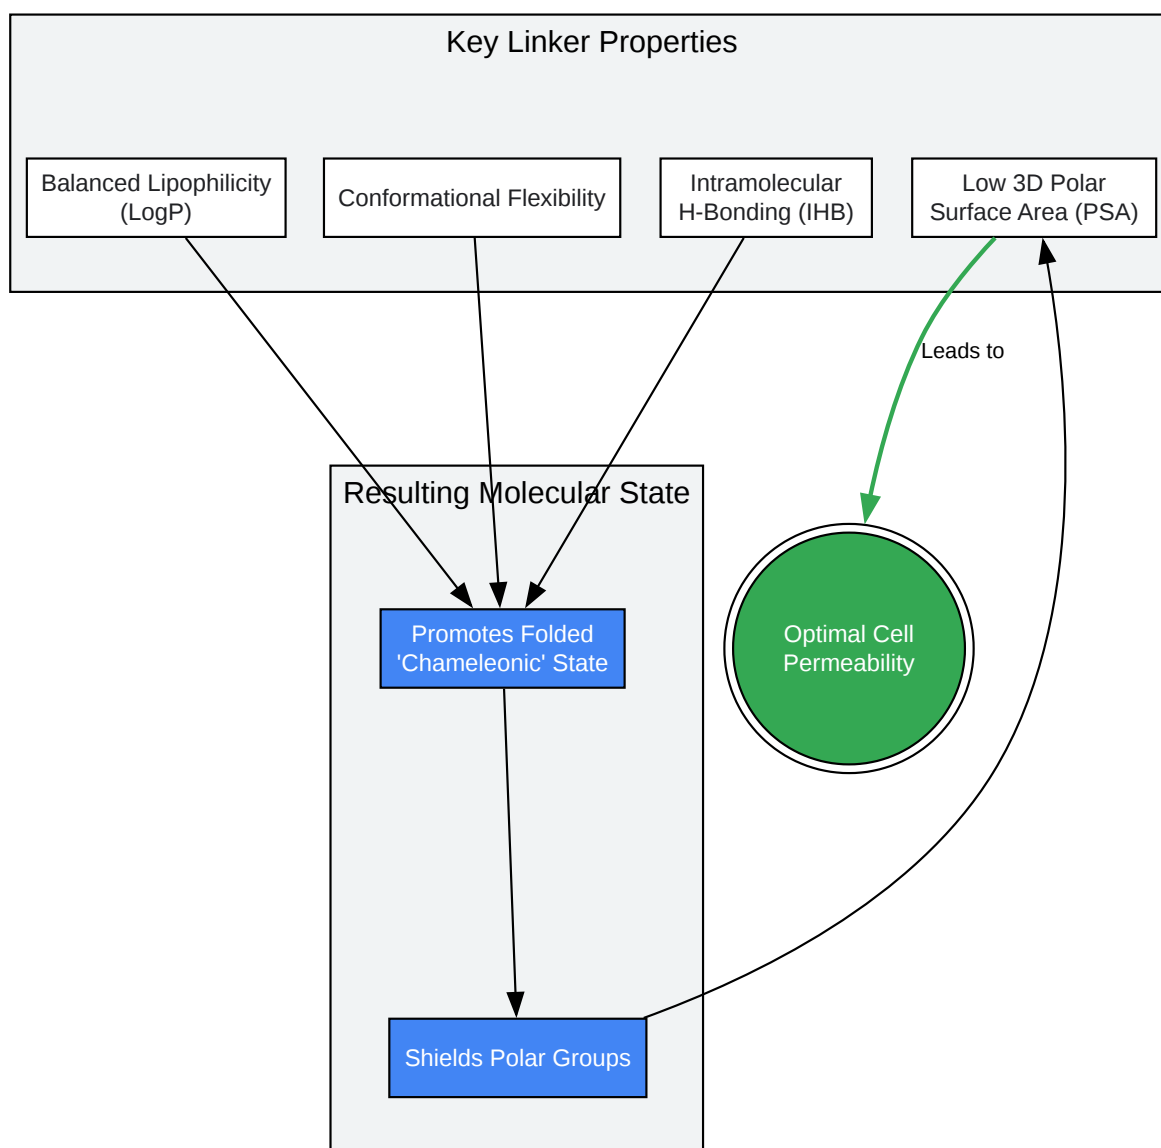 Key Linker Properties
Balanced Lipophilicity
(LogP)
Conformational Flexibility
Intramolecular
H-Bonding (IHB)
Low 3D Polar
Surface Area (PSA)
Leads to
Resulting Molecular State
Promotes Folded
'Chameleonic' State
Optimal Cell
Permeability
Shields Polar Groups